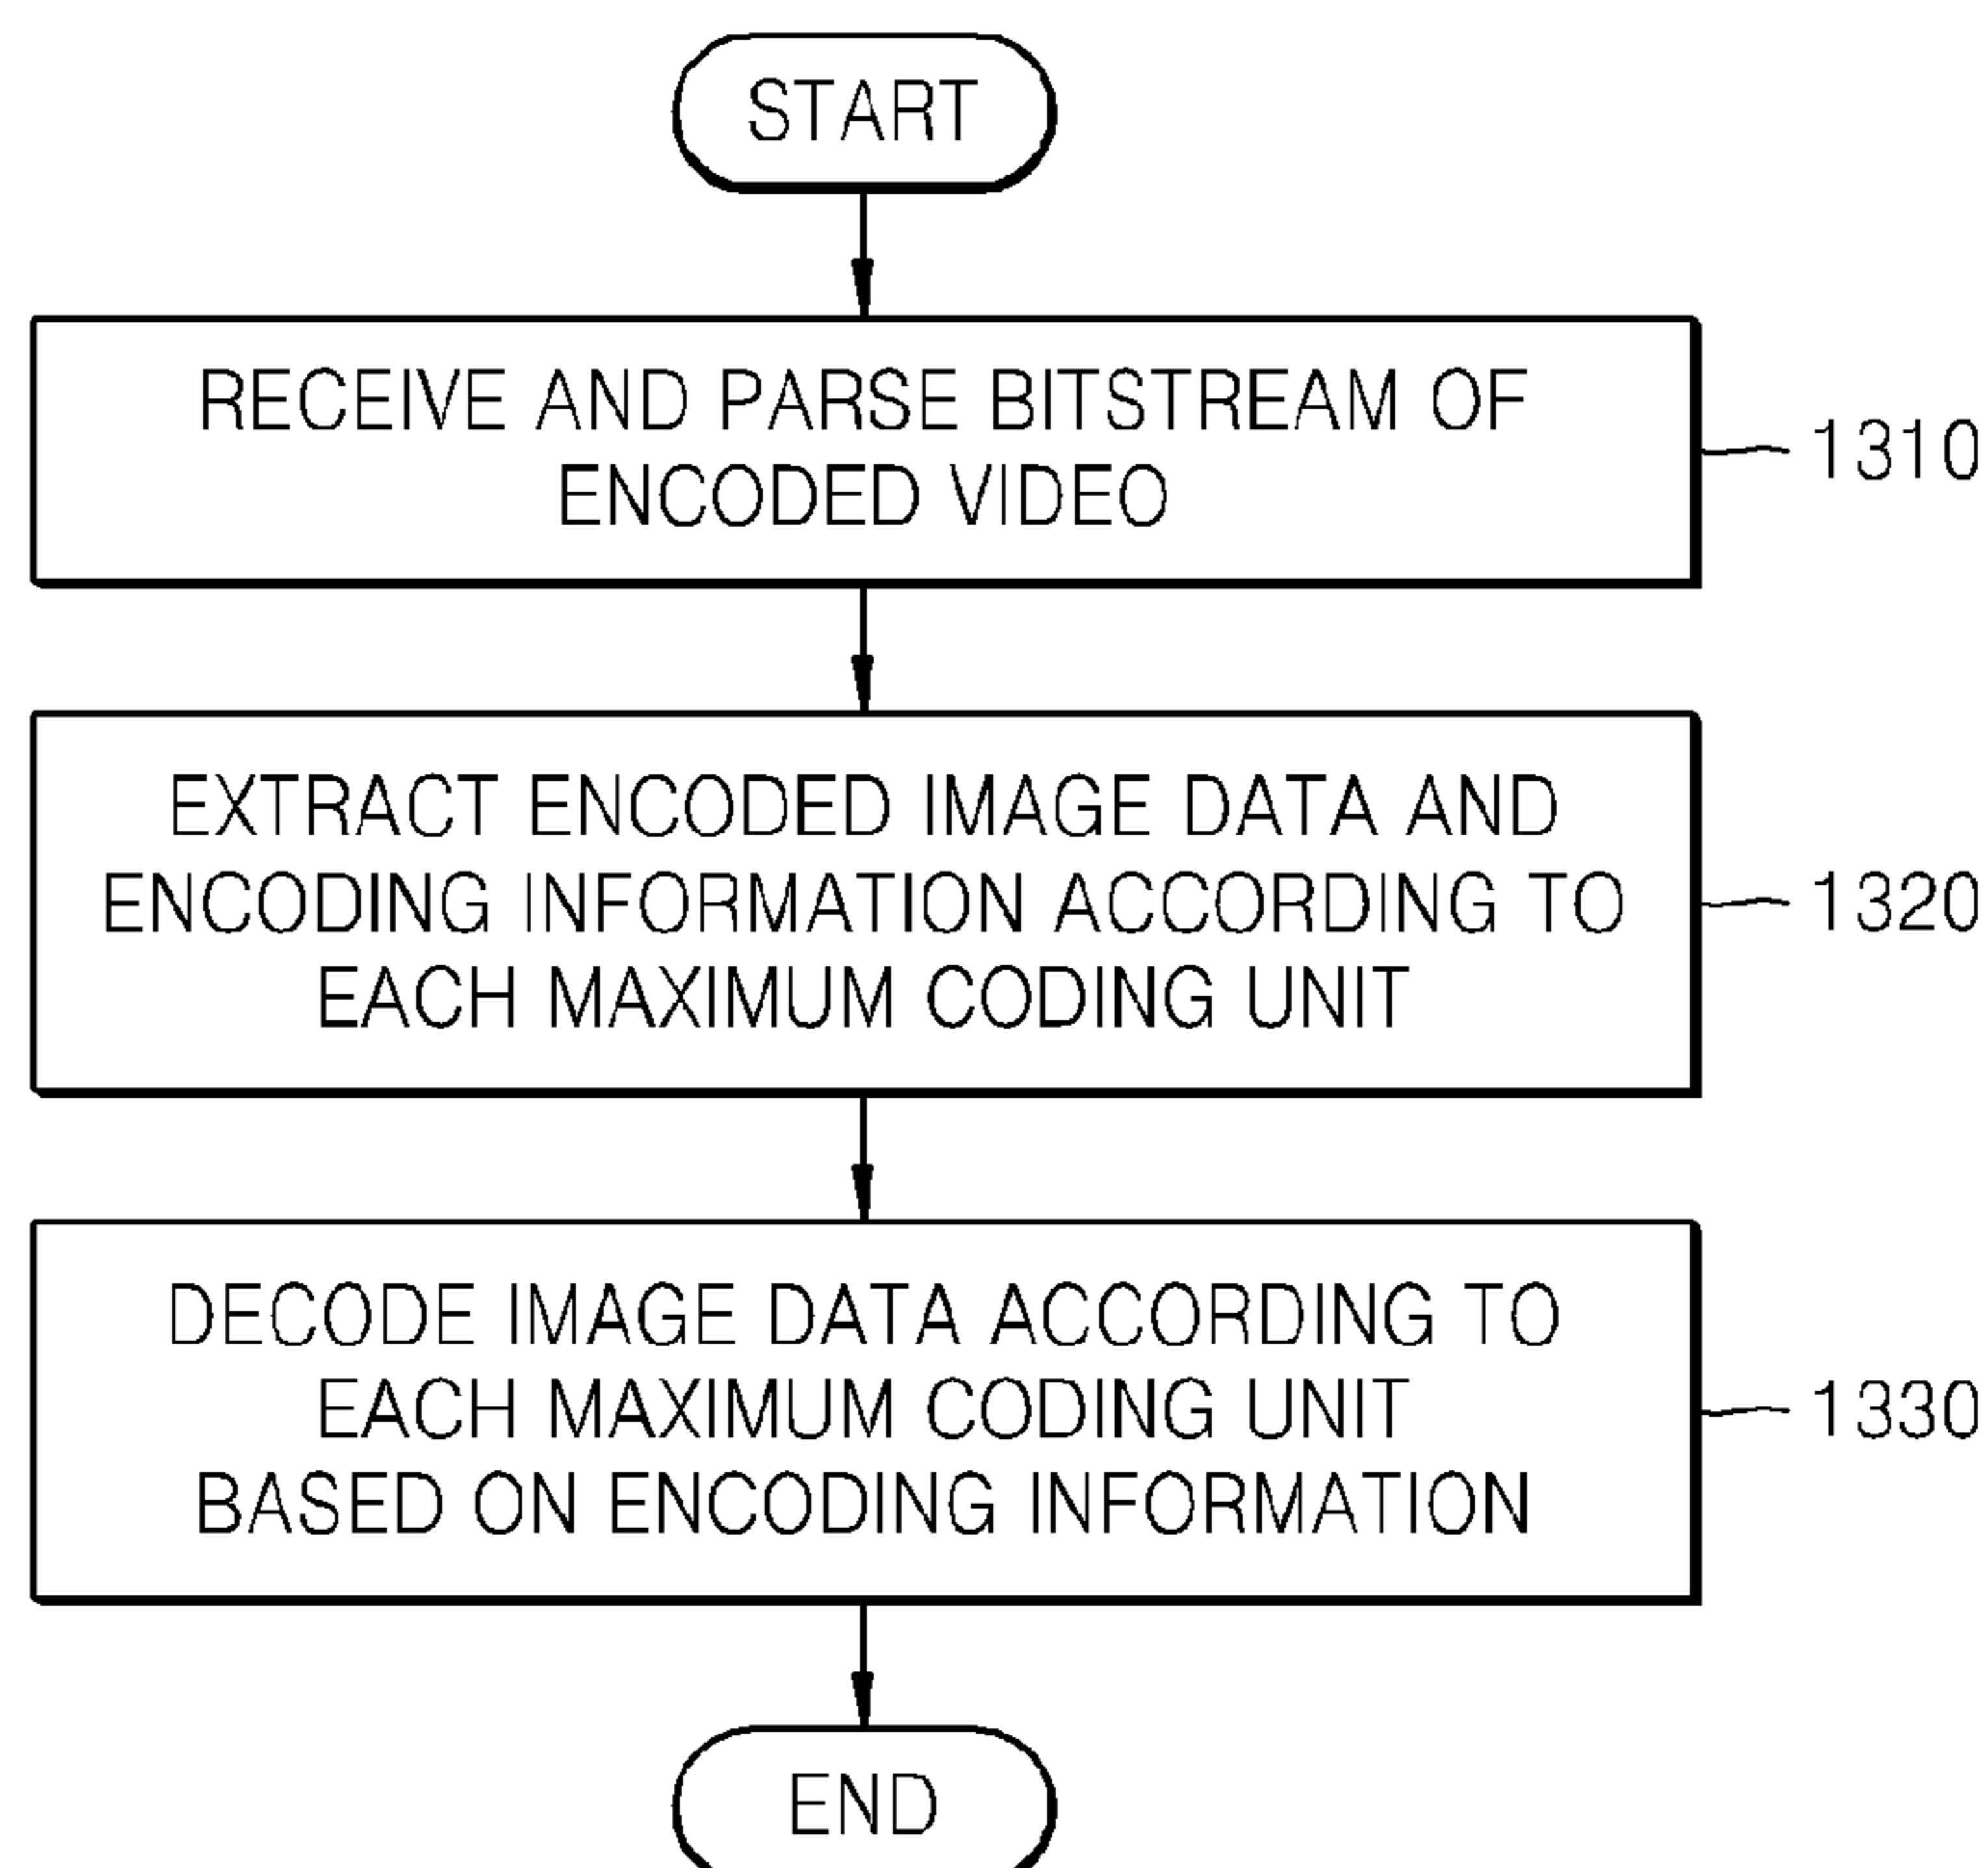 START
RECEIVE AND PARSE BITSTREAM OF
ENCODED VIDEO
1310
EXTRACT ENCODED IMAGE DATA AND
ENCODING INFORMATION ACCORDING TO
EACH MAXIMUM CODING UNIT
1320
DECODE IMAGE DATA ACCORDING TO
EACH MAXIMUM CODING UNIT
BASED ON ENCODING INFORMATION
1330
END